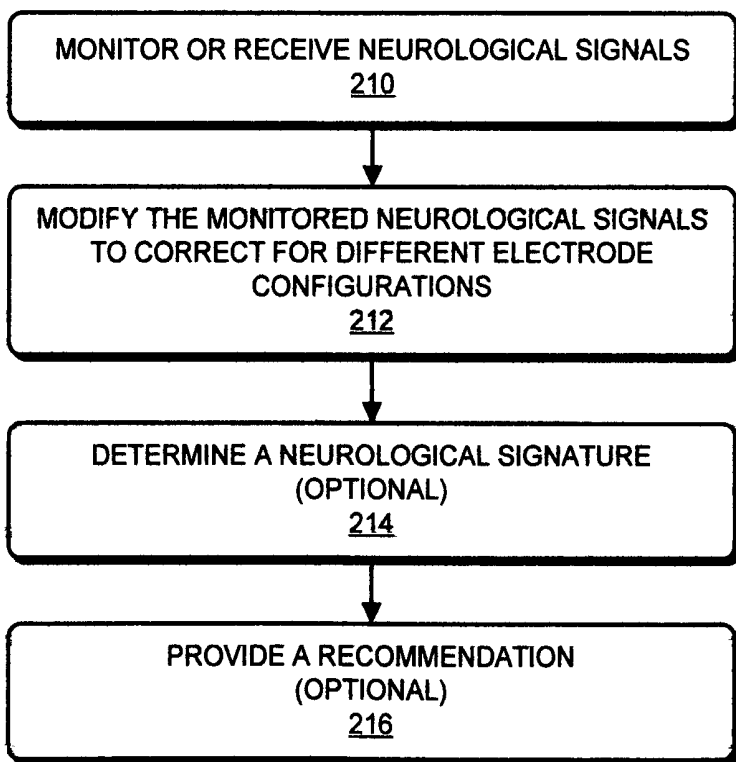 MONITOR OR RECEIVE NEUROLOGICAL SIGNALS
210
MODIFY THE MONITORED NEUROLOGICAL SIGNALS
TO CORRECT FOR DIFFERENT ELECTRODE
CONFIGURATIONS
212
DETERMINE A NEUROLOGICAL SIGNATURE
(OPTIONAL)
214
PROVIDE A RECOMMENDATION
(OPTIONAL)
216